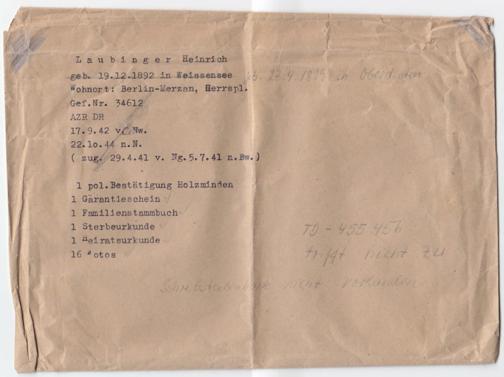 Laubinger Heinrich
geb. 19.12.1892 in Weissensee
Wohnort: Berlin-Merzan, Herrspl.
Gef.Nr. 34612
AZR DR
17.9.42 v. Nw.
22.10.44 n.N.
( zug. 29.4.41 v. Ng.5.7.41 n.Bw.)
1 pol.Bestätigung Holzminden
1 Garantieschein
1 Familienstammbuch
1 Sterbeurkunde
1 Heiratsurkunde
16 Fotos
TD - 455 456
trifft nicht zu
nicht vorhanden